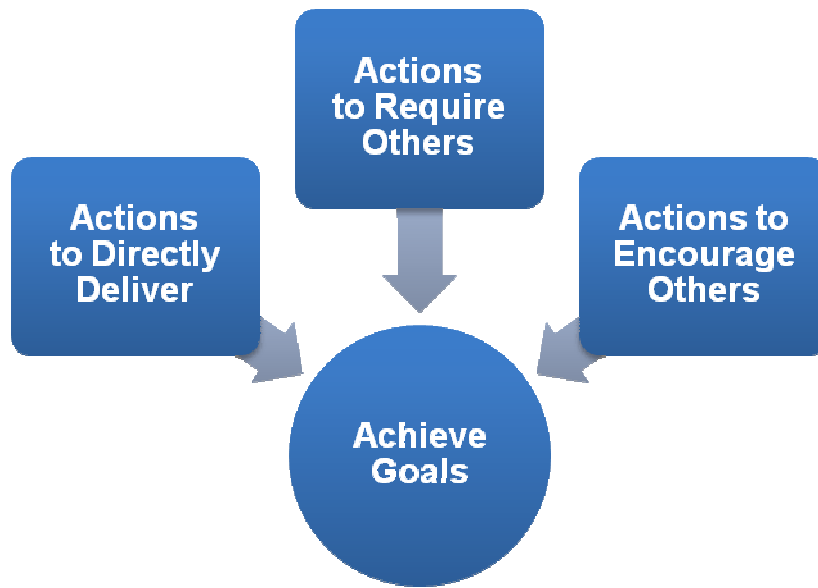 Actions
to Require
Others
Actions
to Directly
Deliver
Actions to
Encourage
Others
Achieve
Goals